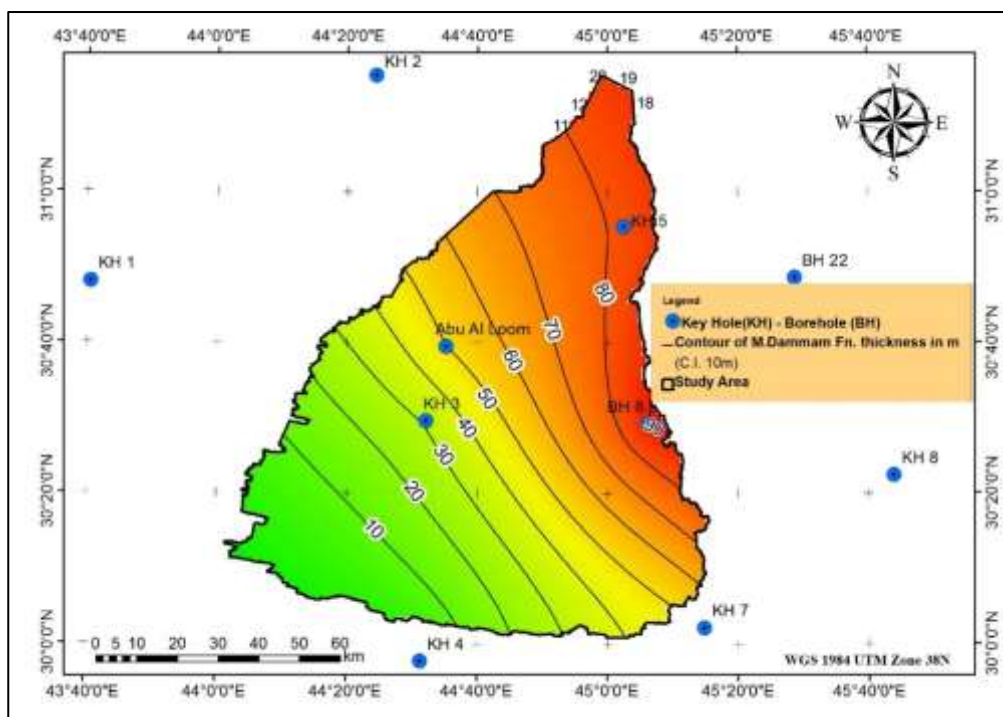 43°40'0"E 44°0'0"E 44°20'0"E 44°40'0"E 45°0'0"E 45°20'0"E 45°40'0"E
KH 2
20 19
12 18
11
N
W E
S
31°0'0"N 31°0'0"N
KH 5
KH 1
BH 22
80
Legend
Key Hole(KH) - Borehole (BH)
Contour of M.Dammam Fn. thickness in m
(C.I. 10m)
Study Area
Abu Al Loom
30°40'0"N 30°40'0"N
70
60
50
BH 8
90
KH 3
40
30
KH 8
20
30°20'0"N 30°20'0"N
10
KH 7
30°0'0"N 30°0'0"N
KH 4
0 5 10 20 30 40 50 60
km
WGS 1984 UTM Zone 38N
43°40'0"E 44°0'0"E 44°20'0"E 44°40'0"E 45°0'0"E 45°20'0"E 45°40'0"E